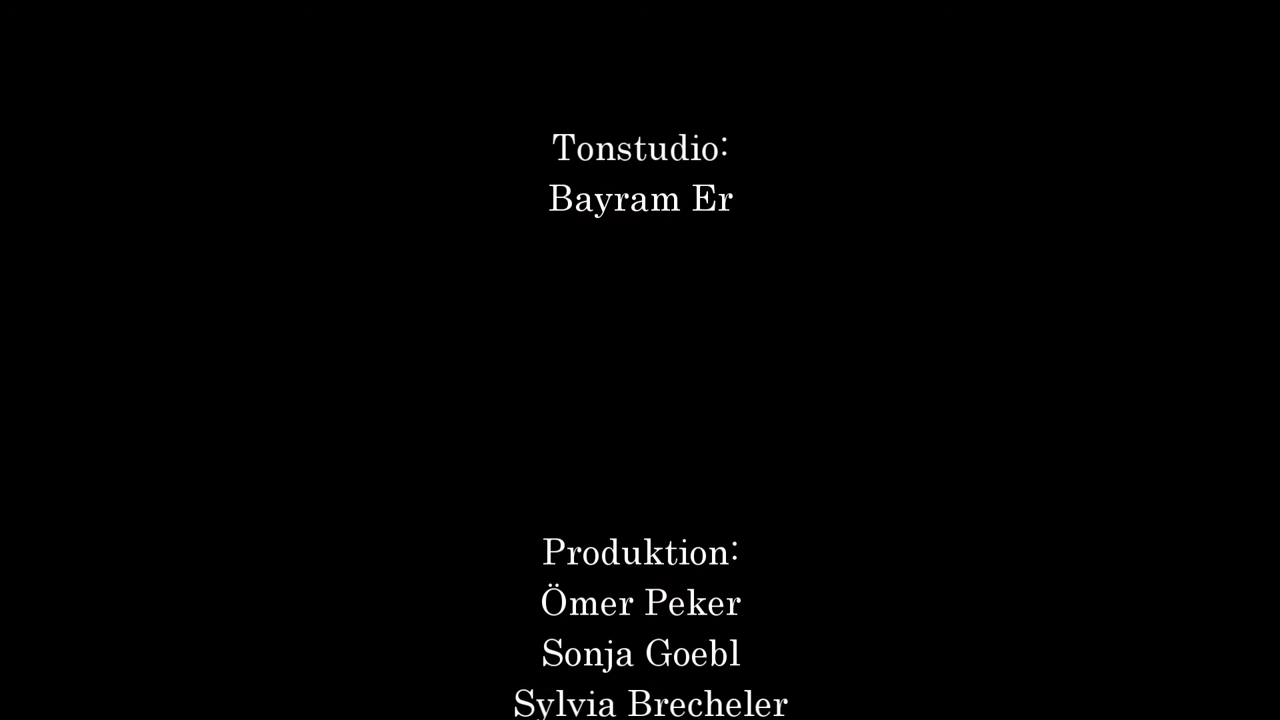 Tonstudio:
Bayram Er
Produktion:
Ömer Peker
Sonja Goebl
Sylvia Brecheler